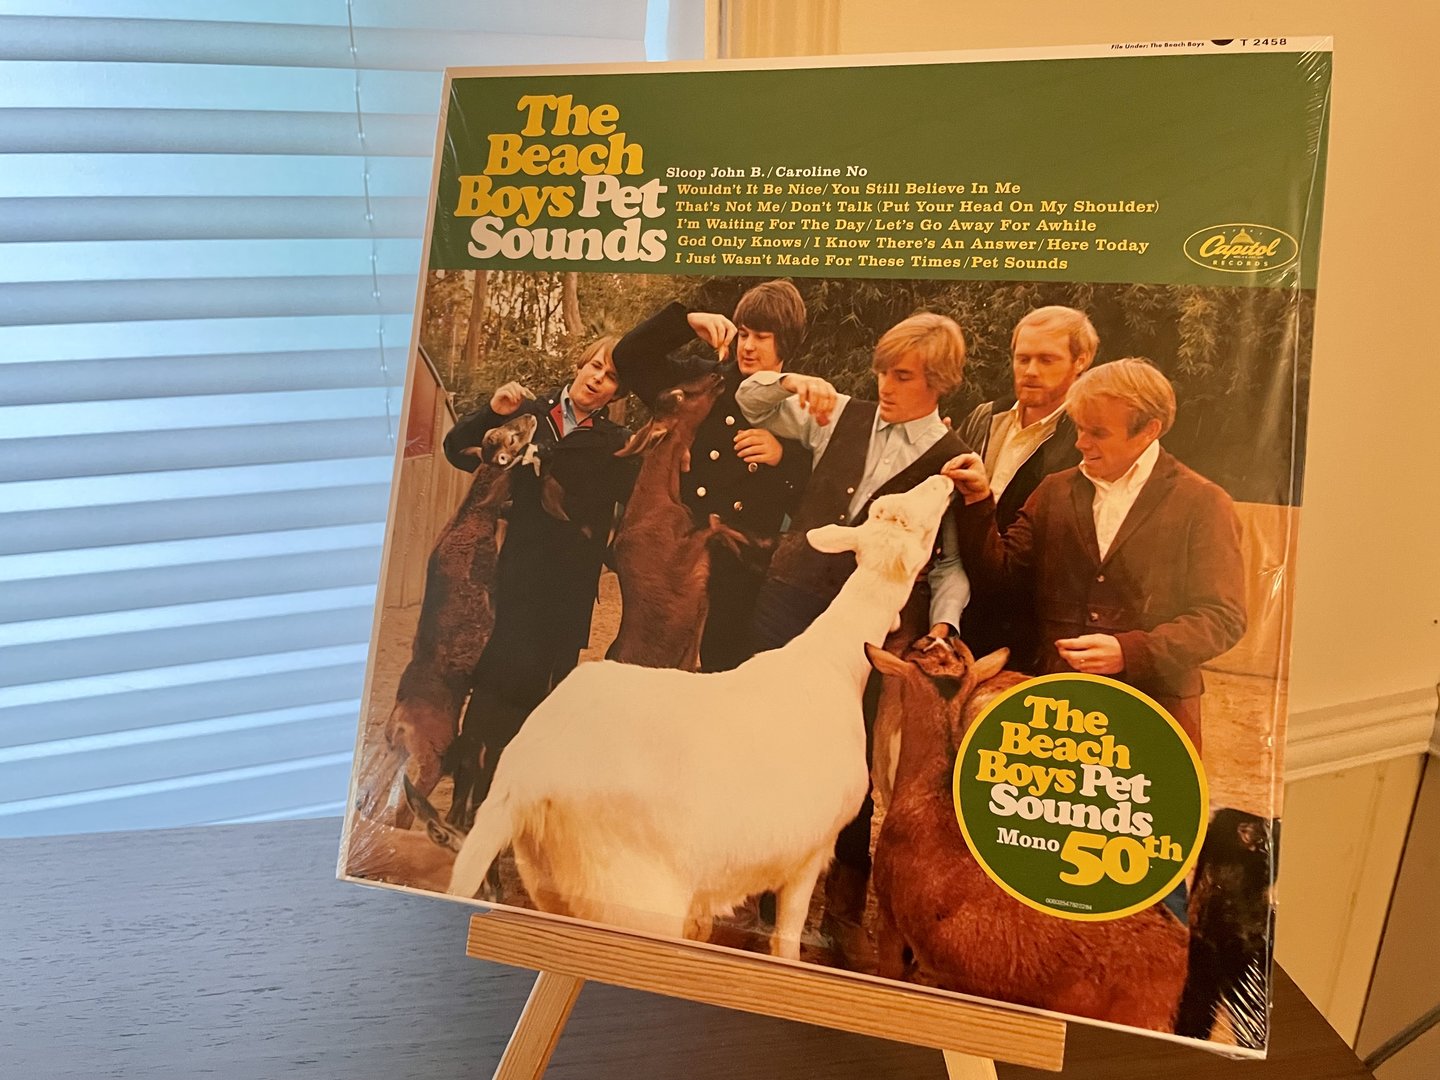 File Under: The Beach Boys T 2458
The
Beach
Boys Pet
Sounds
Sloop John B./Caroline No
Wouldn't It Be Nice/You Still Believe In Me
That's Not Me/Don't Talk (Put Your Head On My Shoulder)
I'm Waiting For The Day/Let's Go Away For Awhile
God Only Knows/I Know There's An Answer/Here Today
I Just Wasn't Made For These Times/Pet Sounds
Capitol
RECORDS
The
Beach
Boys Pet
Sounds
Mono 50th